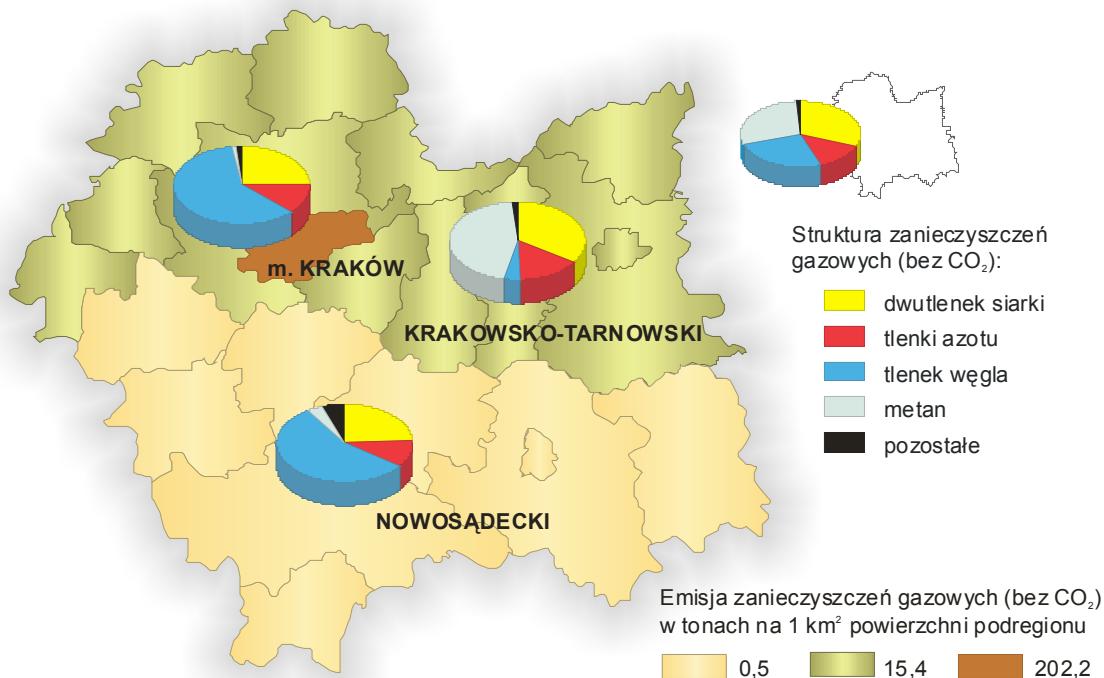 m. KRAKÓW
KRAKOWSKO-TARNOWSKI
NOWOSĄDECKI
Struktura zanieczyszczeń
gazowych (bez CO₂):
dwutlenek siarki
tlenki azotu
tlenek węgla
metan
pozostałe
Emisja zanieczyszczeń gazowych (bez CO₂)
w tonach na 1 km² powierzchni podregionu
0,5 15,4 202,2